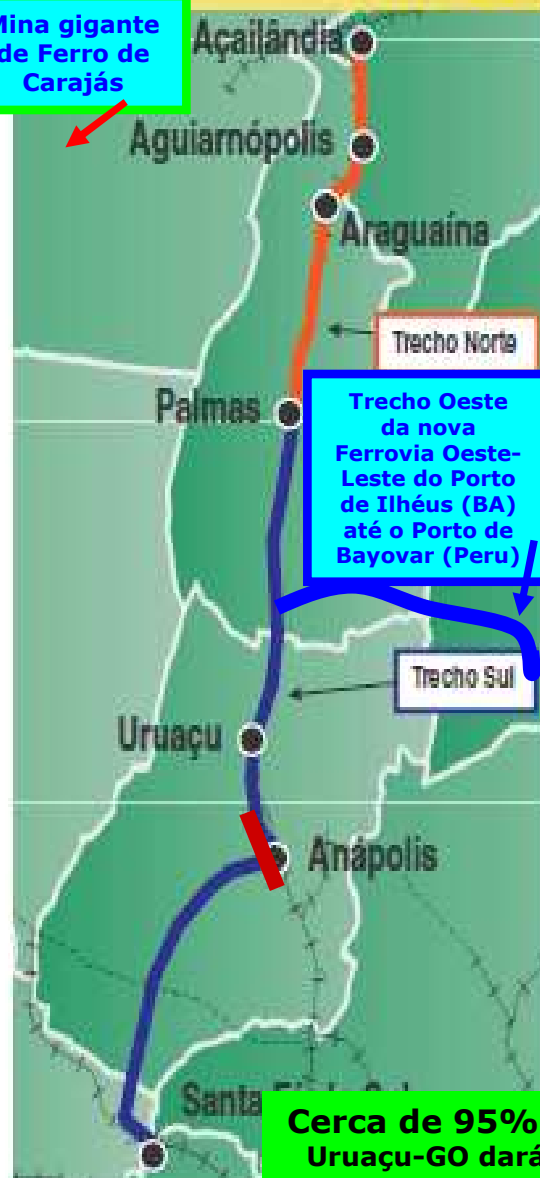 Mina gigante
de Ferro de
Carajás
Açailândia
Aguiarnópolis
Araguaína
Trecho Norte
Palmas
Trecho Oeste
da nova
Ferrovia Oeste-
Leste do Porto
de Ilhéus (BA)
até o Porto de
Bayovar (Peru)
Trecho Sul
Uruaçu
Anápolis
Santa
Cerca de 95%
Uruaçu-GO dará